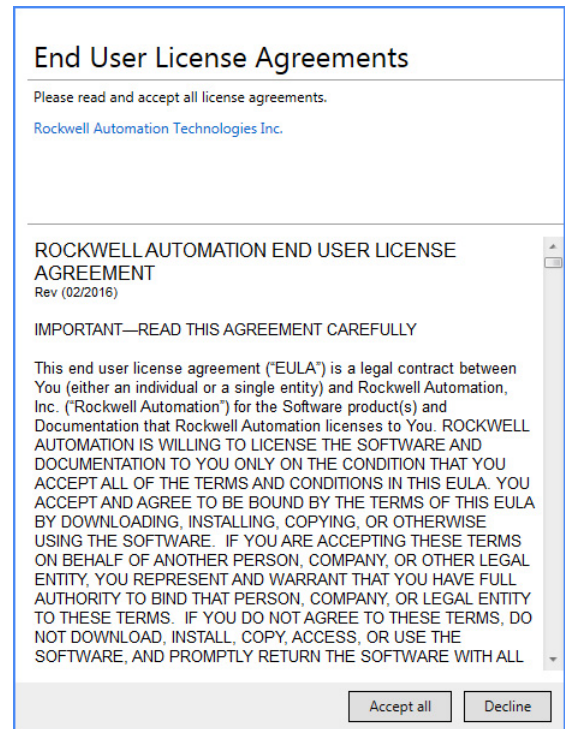 End User License Agreements
Please read and accept all license agreements.
Rockwell Automation Technologies Inc.
ROCKWELL AUTOMATION END USER LICENSE
AGREEMENT
Rev (02/2016)
IMPORTANT—READ THIS AGREEMENT CAREFULLY
This end user license agreement (“EULA”) is a legal contract between
You (either an individual or a single entity) and Rockwell Automation,
Inc. (“Rockwell Automation”) for the Software product(s) and
Documentation that Rockwell Automation licenses to You. ROCKWELL
AUTOMATION IS WILLING TO LICENSE THE SOFTWARE AND
DOCUMENTATION TO YOU ONLY ON THE CONDITION THAT YOU
ACCEPT ALL OF THE TERMS AND CONDITIONS IN THIS EULA. YOU
ACCEPT AND AGREE TO BE BOUND BY THE TERMS OF THIS EULA
BY DOWNLOADING, INSTALLING, COPYING, OR OTHERWISE
USING THE SOFTWARE.  IF YOU ARE ACCEPTING THESE TERMS
ON BEHALF OF ANOTHER PERSON, COMPANY, OR OTHER LEGAL
ENTITY, YOU REPRESENT AND WARRANT THAT YOU HAVE FULL
AUTHORITY TO BIND THAT PERSON, COMPANY, OR LEGAL ENTITY
TO THESE TERMS.  IF YOU DO NOT AGREE TO THESE TERMS, DO
NOT DOWNLOAD, INSTALL, COPY, ACCESS, OR USE THE
SOFTWARE, AND PROMPTLY RETURN THE SOFTWARE WITH ALL
Accept all
Decline